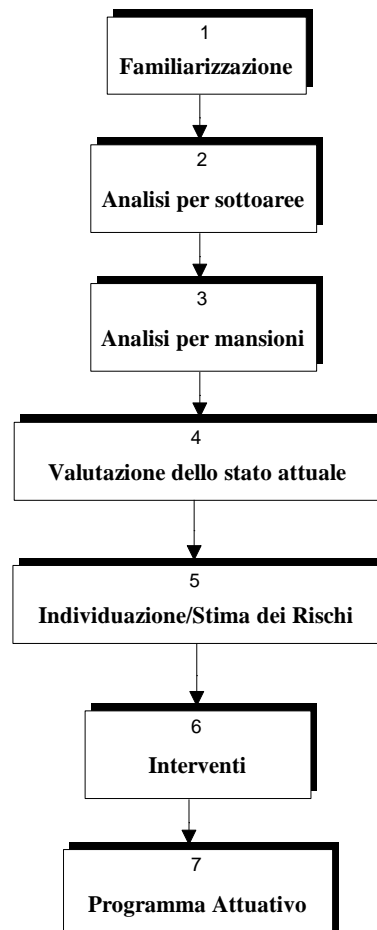 1
Familiarizzazione
2
Analisi per sottoaree
3
Analisi per mansioni
4
Valutazione dello stato attuale
5
Individuazione/Stima dei Rischi
6
Interventi
7
Programma Attuativo